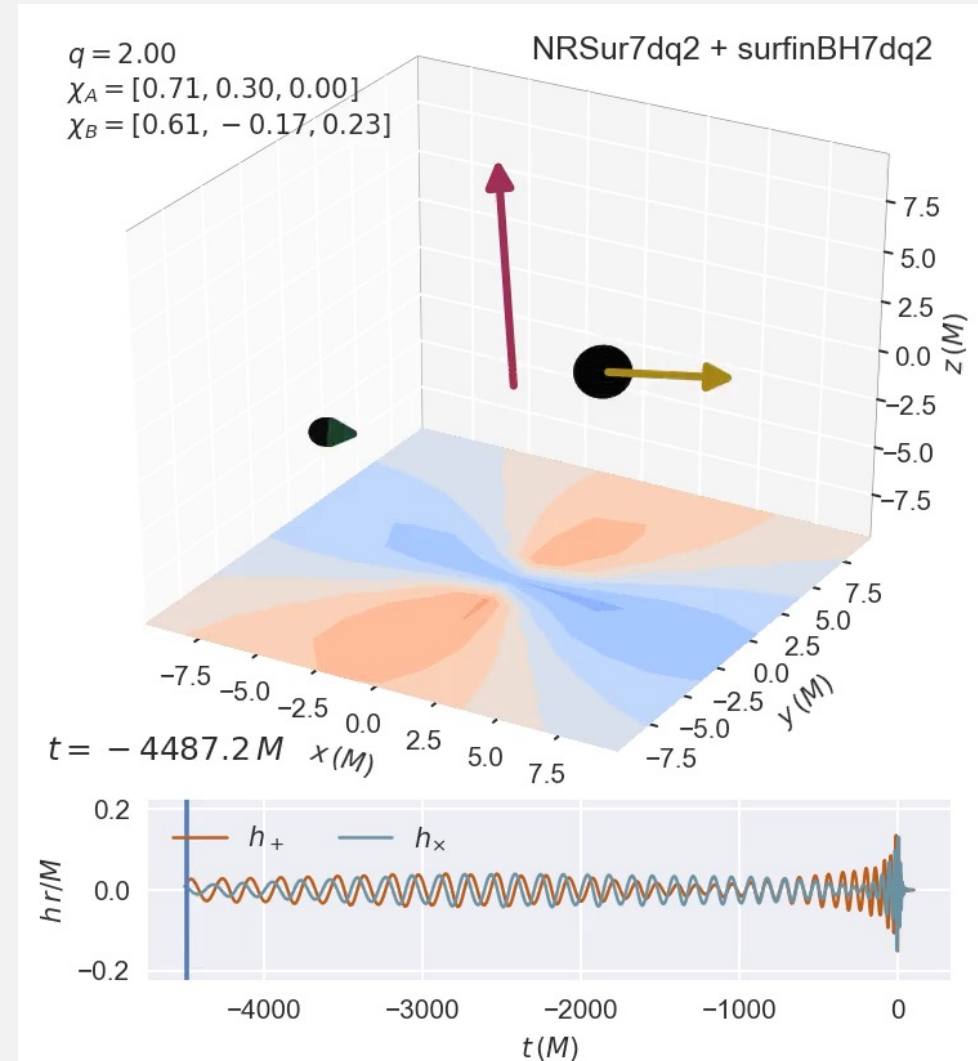 q = 2.00
NRSur7dq2 + surfinBH7dq2
χ_A = [0.71, 0.30, 0.00]
χ_B = [0.61, − 0.17, 0.23]
7.5
5.0
2.5
0.0
−2.5
−5.0
−7.5
z (M)
7.5
5.0
2.5
0.0
−2.5
−5.0
−7.5
y (M)
−7.5
−5.0
−2.5
0.0
2.5
5.0
7.5
x (M)
t = − 4487.2 M
0.2
0.0
−0.2
h r/M
h₊
h×
−4000
−3000
−2000
−1000
0
t (M)